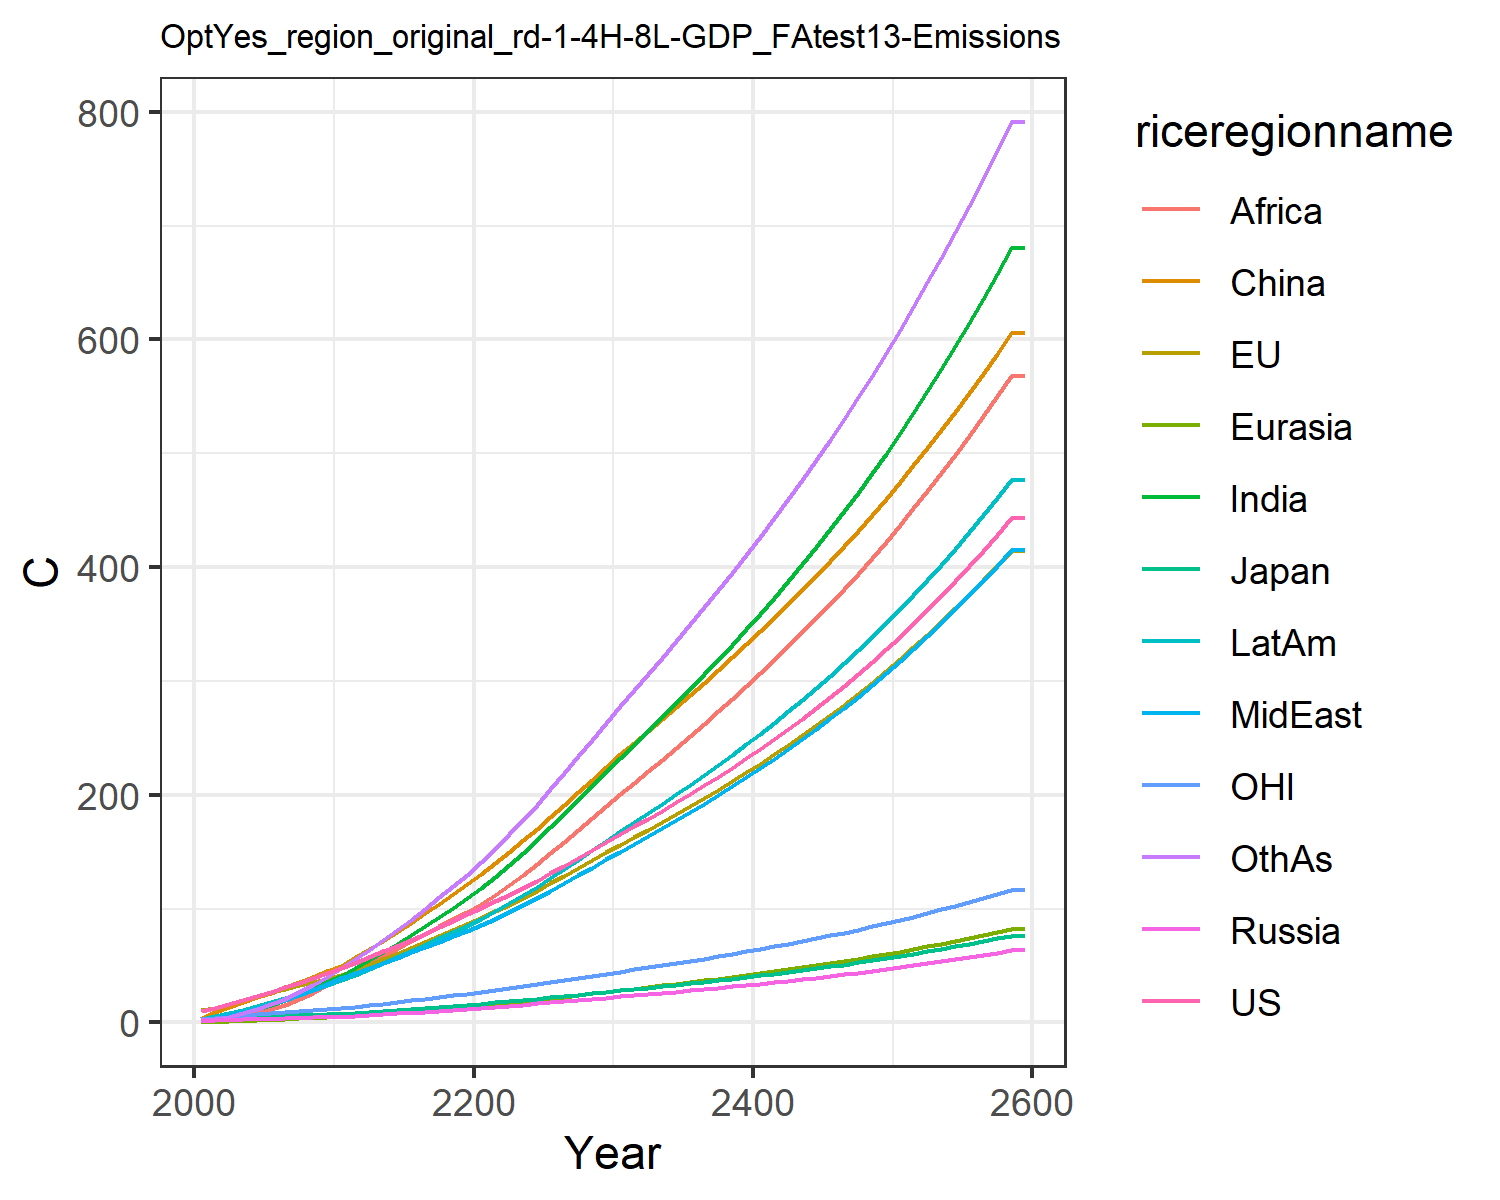 OptYes_region_original_rd-1-4H-8L-GDP_FAtest13-Emissions
800
600
400
200
0
C
2000 2200 2400 2600
Year
riceregionname
Africa
China
EU
Eurasia
India
Japan
LatAm
MidEast
OHI
OthAs
Russia
US